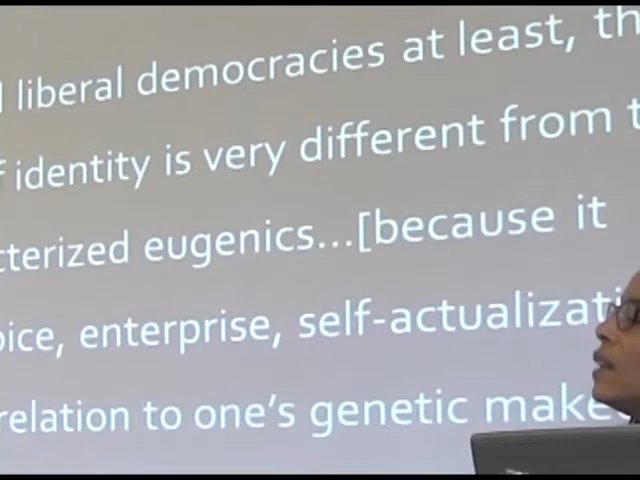 liberal democracies at least, th
identity is very different from t
cterized eugenics...[because it
oice, enterprise, self-actualizati
relation to one's genetic make